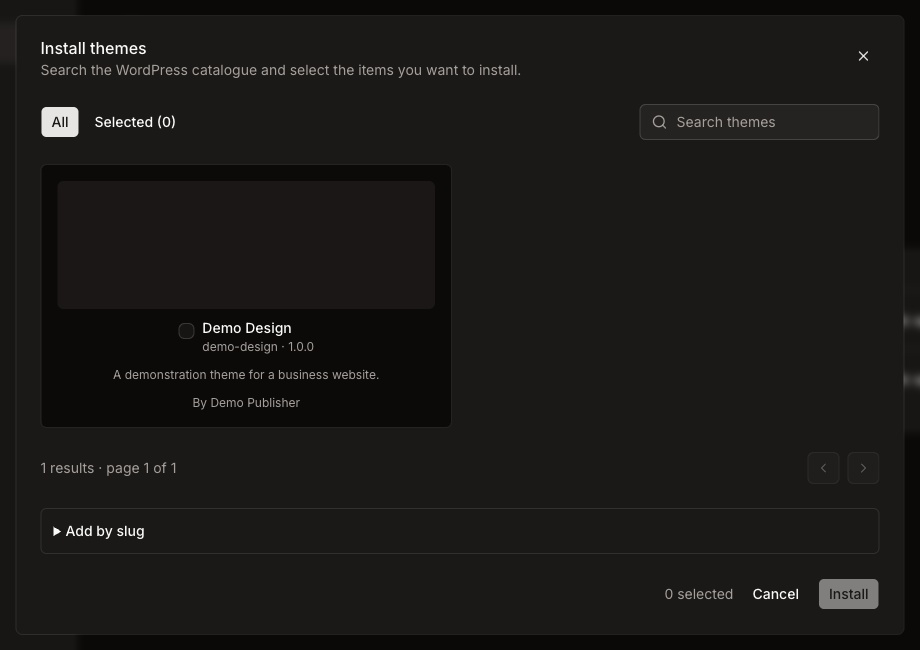 Install themes
Search the WordPress catalogue and select the items you want to install.
All
Selected (0)
Search themes
Demo Design
demo-design · 1.0.0
A demonstration theme for a business website.
By Demo Publisher
1 results · page 1 of 1
Add by slug
0 selected
Cancel
Install